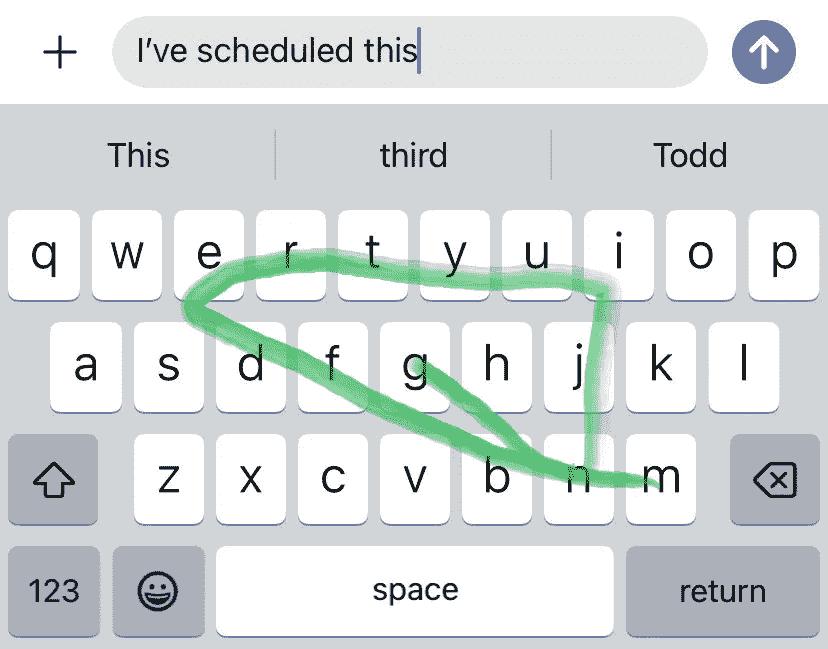 I've scheduled this
This third Todd
q w e r t y u i o p
a s d f g h j k l
z x c v b n m
123 space return